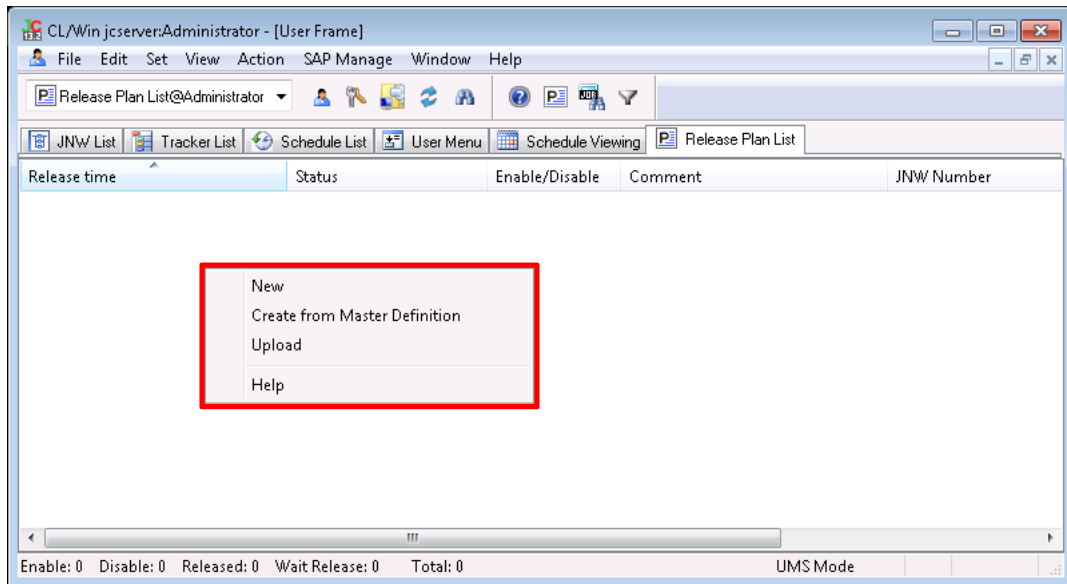 CL/Win jcserver:Administrator - [User Frame]
File Edit Set View Action SAP Manage Window Help
Release Plan List@Administrator
JNW List Tracker List Schedule List User Menu Schedule Viewing Release Plan List
Release time Status Enable/Disable Comment JNW Number
New
Create from Master Definition
Upload
Help
Enable: 0 Disable: 0 Released: 0 Wait Release: 0 Total: 0 UMS Mode